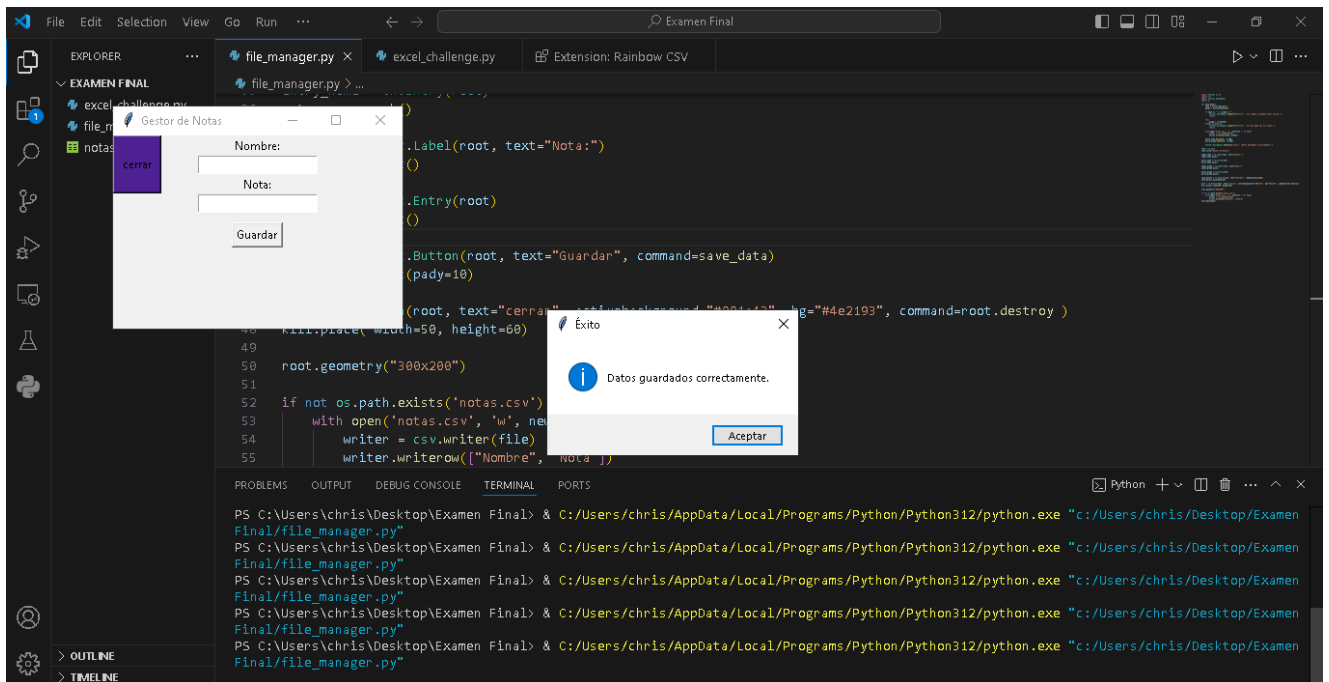 File Edit Selection View Go Run ··· ← → Examen Final
EXPLORER ···
EXAMEN FINAL
excel_challenge.py
file_m
notas
file_manager.py × excel_challenge.py Extension: Rainbow CSV
file_manager.py > ...
1
Gestor de Notas
cerrar
Nombre:
Nota:
Guardar
)
.Label(root, text="Nota:")
()
.Entry(root)
()
.Button(root, text="Guardar", command=save_data)
(pady=10)
(root, text="cerrar" g="#4e2193", command=root.destroy )
48 kill.place( width=50, height=60)
49
50 root.geometry("300x200")
51
52 if not os.path.exists('notas.csv')
53 with open('notas.csv', 'w', new
54 writer = csv.writer(file)
55 writer.writerow(["Nombre", "Nota"])
Éxito
Datos guardados correctamente.
Aceptar
PROBLEMS OUTPUT DEBUG CONSOLE TERMINAL PORTS
Python
PS C:\Users\chris\Desktop\Examen Final> & C:/Users/chris/AppData/Local/Programs/Python/Python312/python.exe "c:/Users/chris/Desktop/Examen
Final/file_manager.py"
PS C:\Users\chris\Desktop\Examen Final> & C:/Users/chris/AppData/Local/Programs/Python/Python312/python.exe "c:/Users/chris/Desktop/Examen
Final/file_manager.py"
PS C:\Users\chris\Desktop\Examen Final> & C:/Users/chris/AppData/Local/Programs/Python/Python312/python.exe "c:/Users/chris/Desktop/Examen
Final/file_manager.py"
PS C:\Users\chris\Desktop\Examen Final> & C:/Users/chris/AppData/Local/Programs/Python/Python312/python.exe "c:/Users/chris/Desktop/Examen
Final/file_manager.py"
PS C:\Users\chris\Desktop\Examen Final> & C:/Users/chris/AppData/Local/Programs/Python/Python312/python.exe "c:/Users/chris/Desktop/Examen
Final/file_manager.py"
OUTLINE
TIMELINE